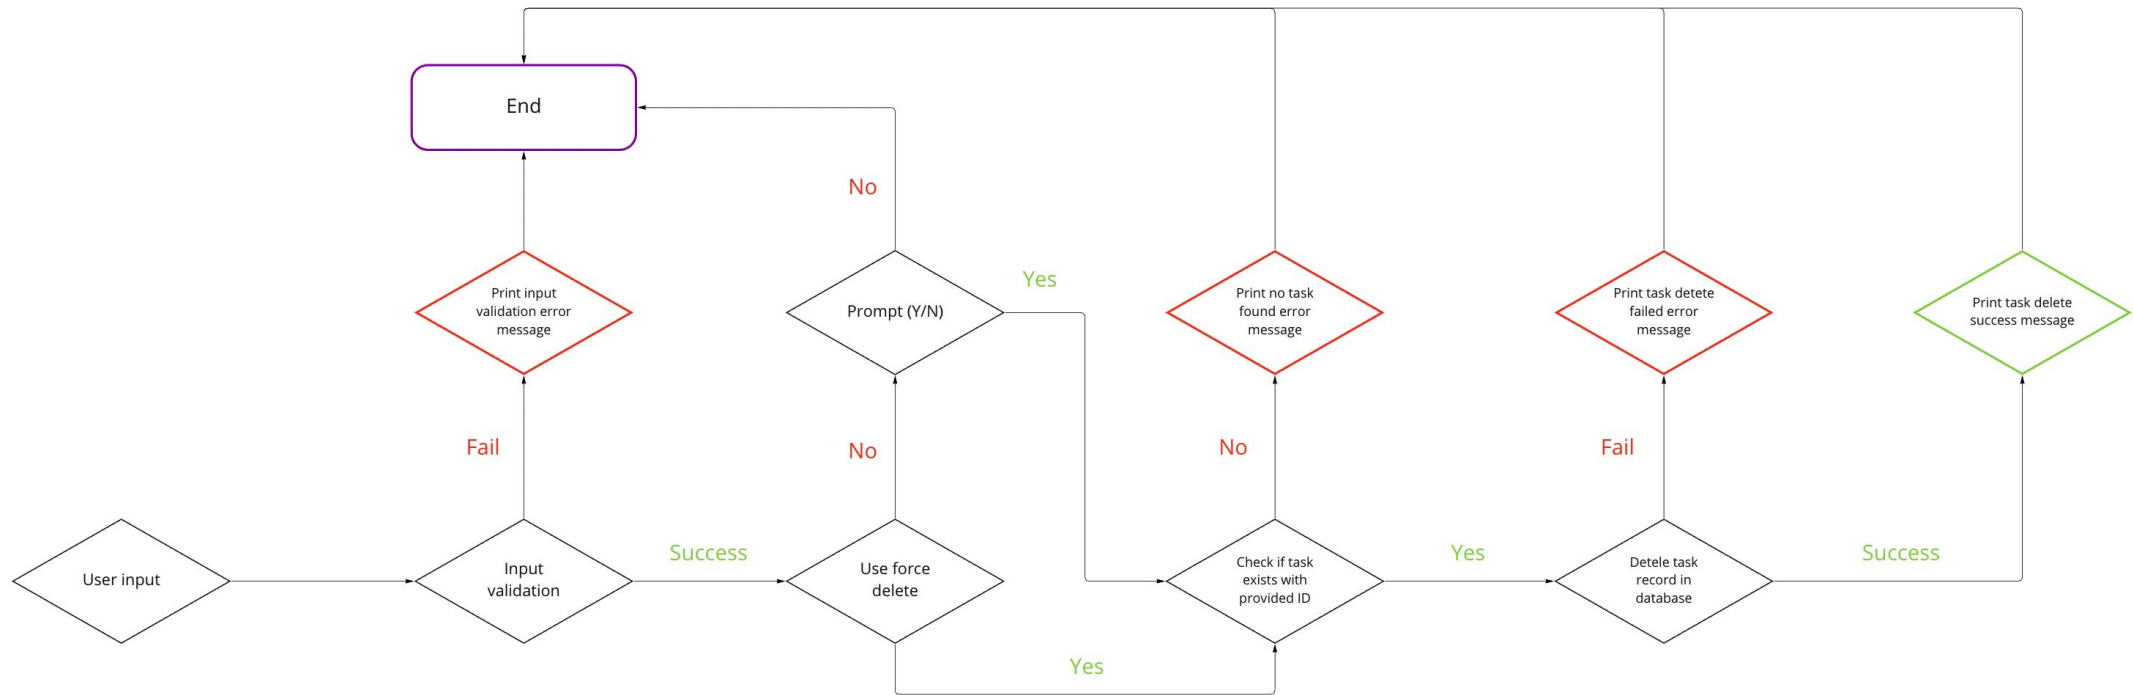 End
No
Print input
validation error
message
Prompt (Y/N)
Yes
Print no task
found error
message
Print task detete
failed error
message
Print task delete
success message
Fail
No
No
Fail
User input
Input
validation
Success
Use force
delete
Check if task
exists with
provided ID
Yes
Detele task
record in
database
Success
Yes